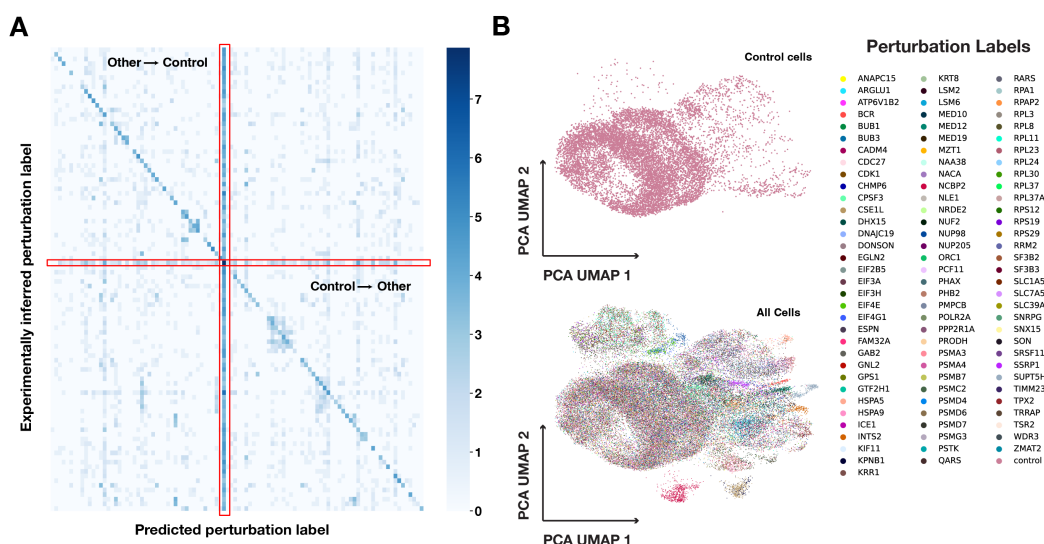 A
B
Other → Control
Control → Other
Experimentally inferred perturbation label
Predicted perturbation label
7
6
5
4
3
2
1
0
Control cells
PCA UMAP 2
PCA UMAP 1
All Cells
PCA UMAP 2
PCA UMAP 1
Perturbation Labels
ANAPC15
ARGLU1
ATP6V1B2
BCR
BUB1
BUB3
CADM4
CDC27
CDK1
CHMP6
CPSF3
CSE1L
DHX15
DNAJC19
DONSON
EGLN2
EIF2B5
EIF3A
EIF3H
EIF4E
EIF4G1
ESPN
FAM32A
GAB2
GNL2
GPS1
GTF2H1
HSPA5
HSPA9
ICE1
INTS2
KIF11
KPNB1
KRR1
KRT8
LSM2
LSM6
MED10
MED12
MED19
MZT1
NAA38
NACA
NCBP2
NLE1
NRDE2
NUF2
NUP98
NUP205
ORC1
PCF11
PHAX
PHB2
PMPCB
POLR2A
PPP2R1A
PRODH
PSMA3
PSMA4
PSMB7
PSMC2
PSMD4
PSMD6
PSMD7
PSMG3
PSTK
QARS
RARS
RPA1
RPAP2
RPL3
RPL8
RPL11
RPL23
RPL24
RPL30
RPL37
RPL37A
RPS12
RPS19
RPS29
RRM2
SF3B2
SF3B3
SLC1A5
SLC7A5
SLC39A
SNRPG
SNX15
SON
SRSF11
SSRP1
SUPT5H
TIMM23
TPX2
TRRAP
TSR2
WDR3
ZMAT2
control